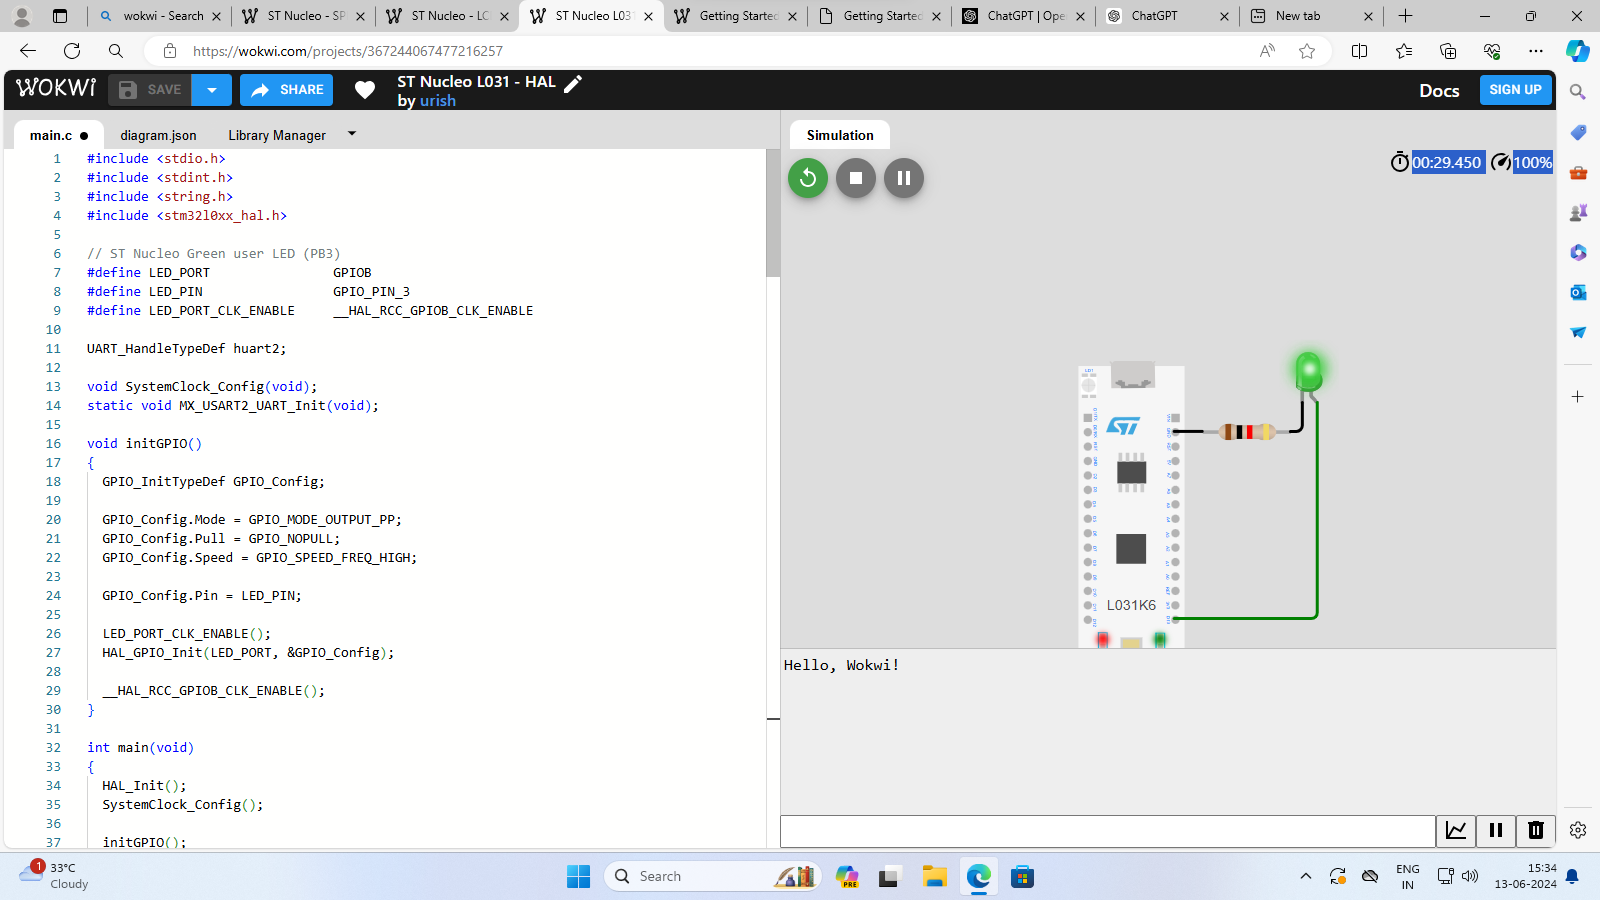 wokwi - Search
ST Nucleo - SP
ST Nucleo - LC
ST Nucleo L031
Getting Started
Getting Started
ChatGPT | Ope
ChatGPT
New tab
https://wokwi.com/projects/367244067477216257
WOKWI
SAVE
SHARE
ST Nucleo L031 - HAL
by urish
Docs
SIGN UP
main.c
diagram.json
Library Manager
Simulation
00:29.450
100%
1 #include <stdio.h>
2 #include <stdint.h>
3 #include <string.h>
4 #include <stm32l0xx_hal.h>
5
6 // ST Nucleo Green user LED (PB3)
7 #define LED_PORT GPIOB
8 #define LED_PIN GPIO_PIN_3
9 #define LED_PORT_CLK_ENABLE __HAL_RCC_GPIOB_CLK_ENABLE
10
11 UART_HandleTypeDef huart2;
12
13 void SystemClock_Config(void);
14 static void MX_USART2_UART_Init(void);
15
16 void initGPIO()
17 {
18 GPIO_InitTypeDef GPIO_Config;
19
20 GPIO_Config.Mode = GPIO_MODE_OUTPUT_PP;
21 GPIO_Config.Pull = GPIO_NOPULL;
22 GPIO_Config.Speed = GPIO_SPEED_FREQ_HIGH;
23
24 GPIO_Config.Pin = LED_PIN;
25
26 LED_PORT_CLK_ENABLE();
27 HAL_GPIO_Init(LED_PORT, &GPIO_Config);
28
29 __HAL_RCC_GPIOB_CLK_ENABLE();
30 }
31
32 int main(void)
33 {
34 HAL_Init();
35 SystemClock_Config();
36
37 initGPIO();
L031K6
Hello, Wokwi!
1
33°C
Cloudy
Search
PRE
ENG
IN
15:34
13-06-2024